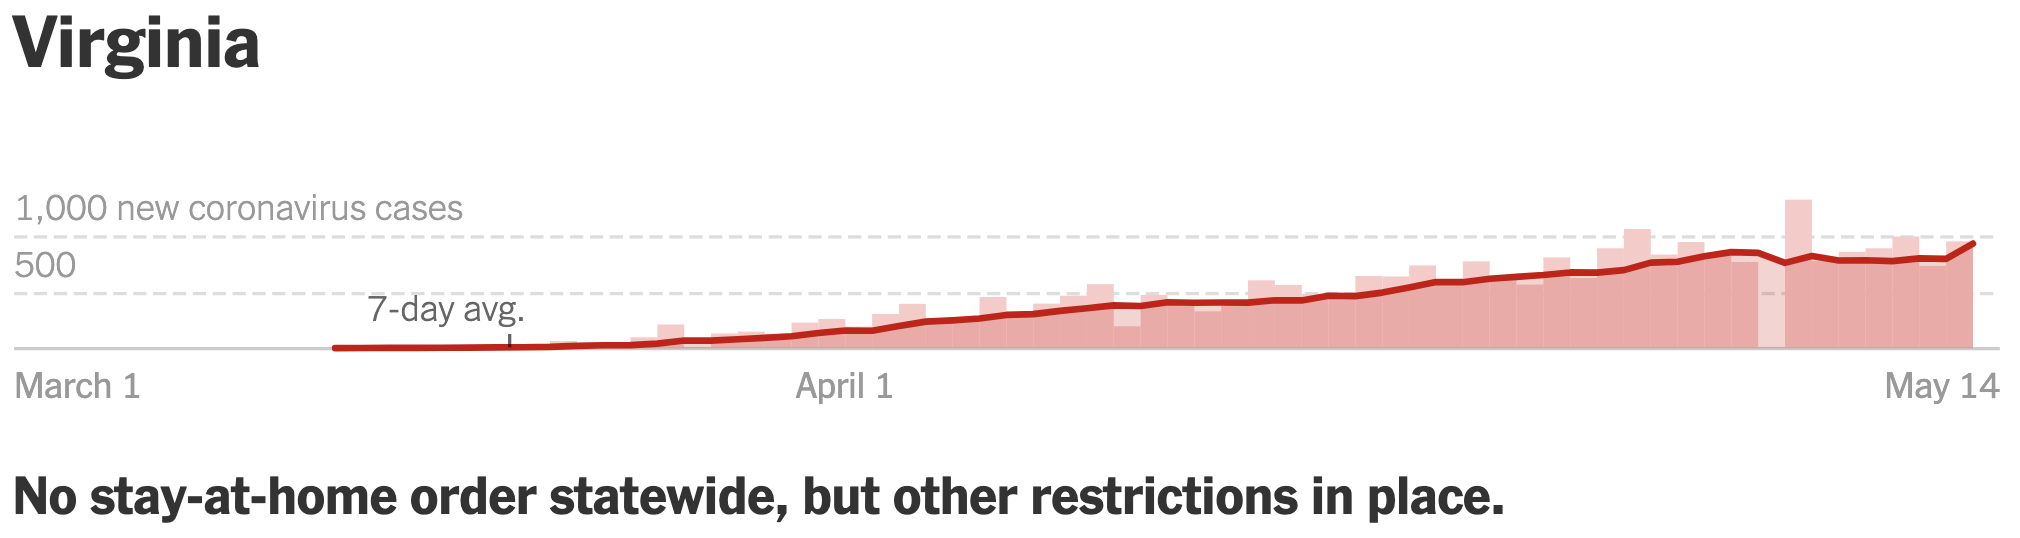 Virginia
1,000 new coronavirus cases
500
7-day avg.
March 1
April 1
May 14
No stay-at-home order statewide, but other restrictions in place.